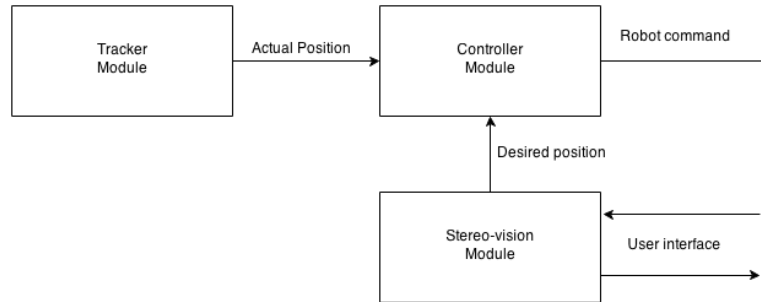 Tracker
Module
Actual Position
Controller
Module
Robot command
Desired position
Stereo-vision
Module
User interface